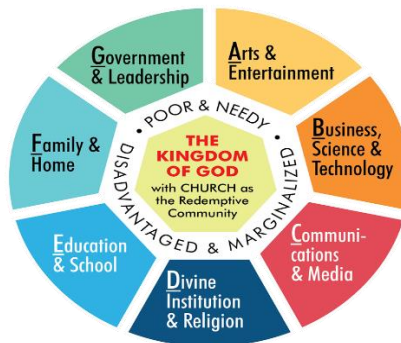 Government
& Leadership
Arts &
Entertainment
Family &
Home
• POOR & NEEDY •
DISADVANTAGED & MARGINALIZED
THE
KINGDOM
OF GOD
with CHURCH as
the Redemptive
Community
Business,
Science &
Technology
Education
& School
Communi-
cations
& Media
Divine
Institution
& Religion